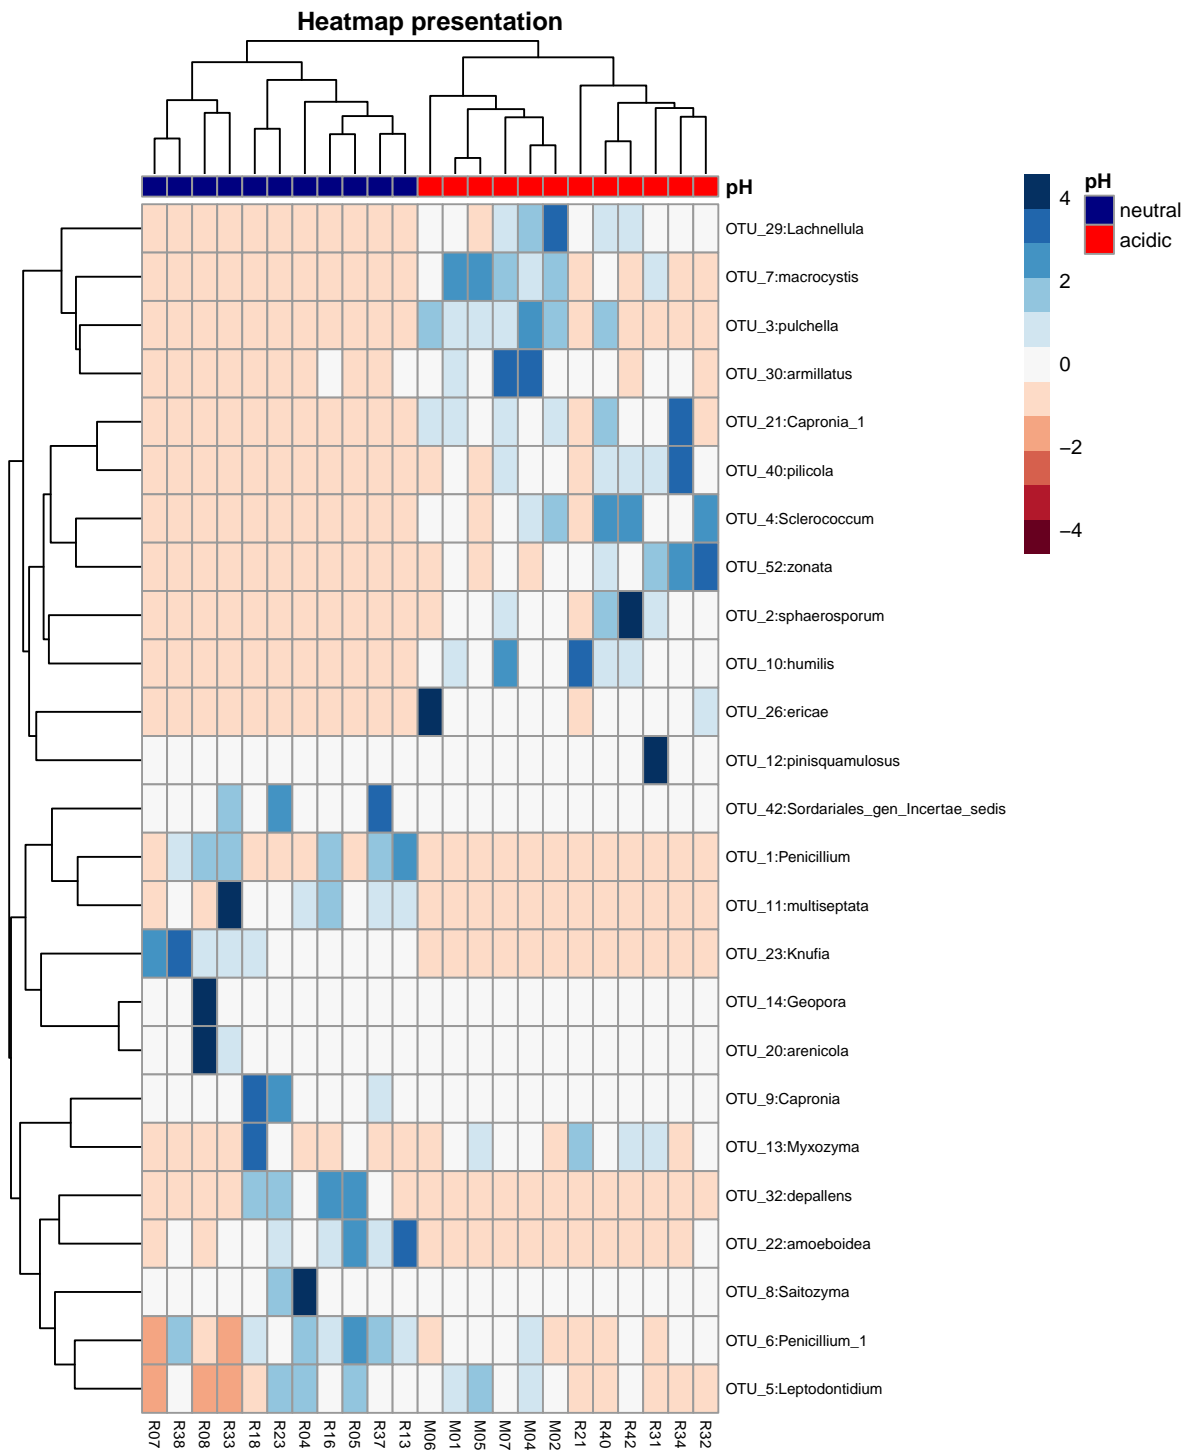 Heatmap presentation
pH
OTU_29:Lachnellula
OTU_7:macrocystis
OTU_3:pulchella
OTU_30:armillatus
OTU_21:Capronia_1
OTU_40:pilicola
OTU_4:Sclerococcum
OTU_52:zonata
OTU_2:sphaerosporum
OTU_10:humilis
OTU_26:ericae
OTU_12:pinisquamulosus
OTU_42:Sordariales_gen_Incertae_sedis
OTU_1:Penicillium
OTU_11:multiseptata
OTU_23:Knufia
OTU_14:Geopora
OTU_20:arenicola
OTU_9:Capronia
OTU_13:Myxozyma
OTU_32:depallens
OTU_22:amoeboidea
OTU_8:Saitozyma
OTU_6:Penicillium_1
OTU_5:Leptodontidium
R07 R38 R08 R33 R18 R23 R04 R16 R05 R37 R13 M06 M01 M05 M07 M04 M02 R21 R40 R42 R31 R34 R32
4
2
0
−2
−4
pH
neutral
acidic